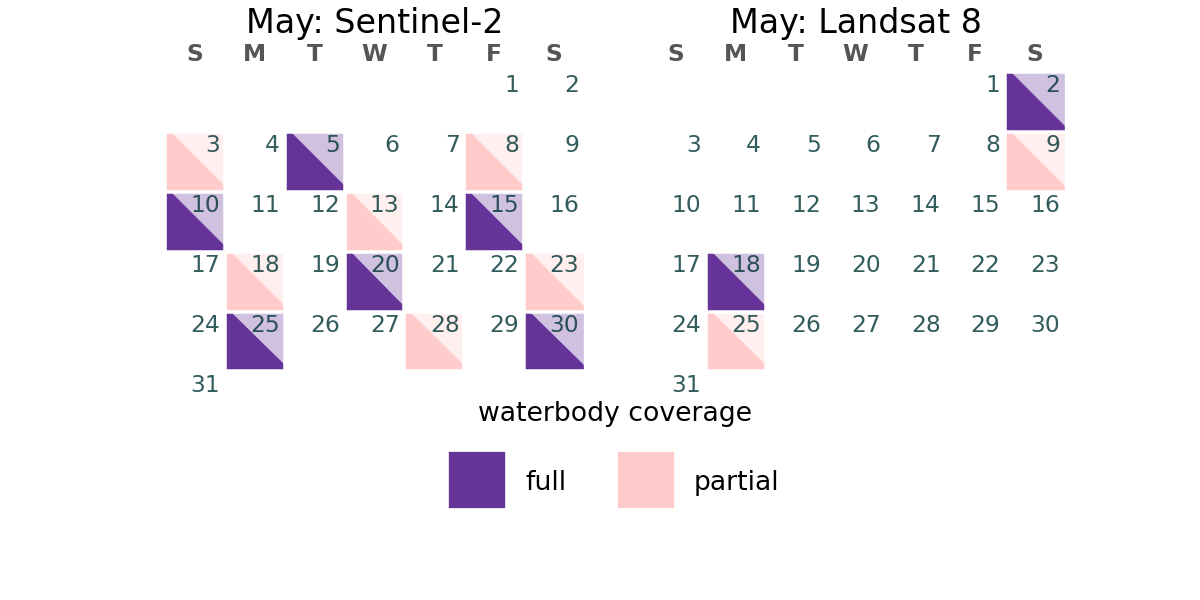 May: Sentinel-2
S M T W T F S
1 2
3 4 5 6 7 8 9
10 11 12 13 14 15 16
17 18 19 20 21 22 23
24 25 26 27 28 29 30
31
May: Landsat 8
S M T W T F S
1 2
3 4 5 6 7 8 9
10 11 12 13 14 15 16
17 18 19 20 21 22 23
24 25 26 27 28 29 30
31
waterbody coverage
full
partial